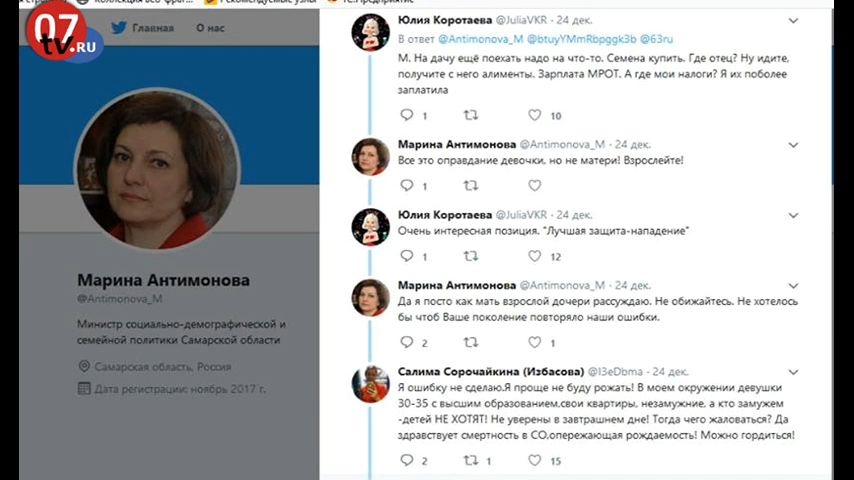 07
tv.RU
Главная О нас
Марина Антимонова
@Antimonova_M
Министр социально-демографической и
семейной политики Самарской области
Самарская область, Россия
Дата регистрации: ноябрь 2017 г.
Юлия Коротаева @JuliaVKR · 24 дек.
В ответ @Antimonova_M @btuyYMmRbpggk3b @63ru
М. На дачу ещё поехать надо на что-то. Семена купить. Где отец? Ну идите,
получите с него алименты. Зарплата МРОТ. А где мои налоги? Я их поболее
заплатила
1 10
Марина Антимонова @Antimonova_M · 24 дек.
Все это оправдание девочки, но не матери! Взрослейте!
1
Юлия Коротаева @JuliaVKR · 24 дек.
Очень интересная позиция. "Лучшая защита-нападение"
1 12
Марина Антимонова @Antimonova_M · 24 дек.
Да я посто как мать взрослой дочери рассуждаю. Не обижайтесь. Не хотелось
бы чтоб Ваше поколение повторяло наши ошибки.
2 1
Салима Сорочайкина (Избасова) @I3eDbma · 24 дек.
Я ошибку не сделаю.Я проще не буду рожать! В моем окружении девушки
30-35 с высшим образованием,свои квартиры, незамужние, а кто замужем
-детей НЕ ХОТЯТ! Не уверены в завтрашнем дне! Тогда чего жаловаться? Да
здравствует смертность в СО,опережающая рождаемость! Можно гордиться!
2 1 15